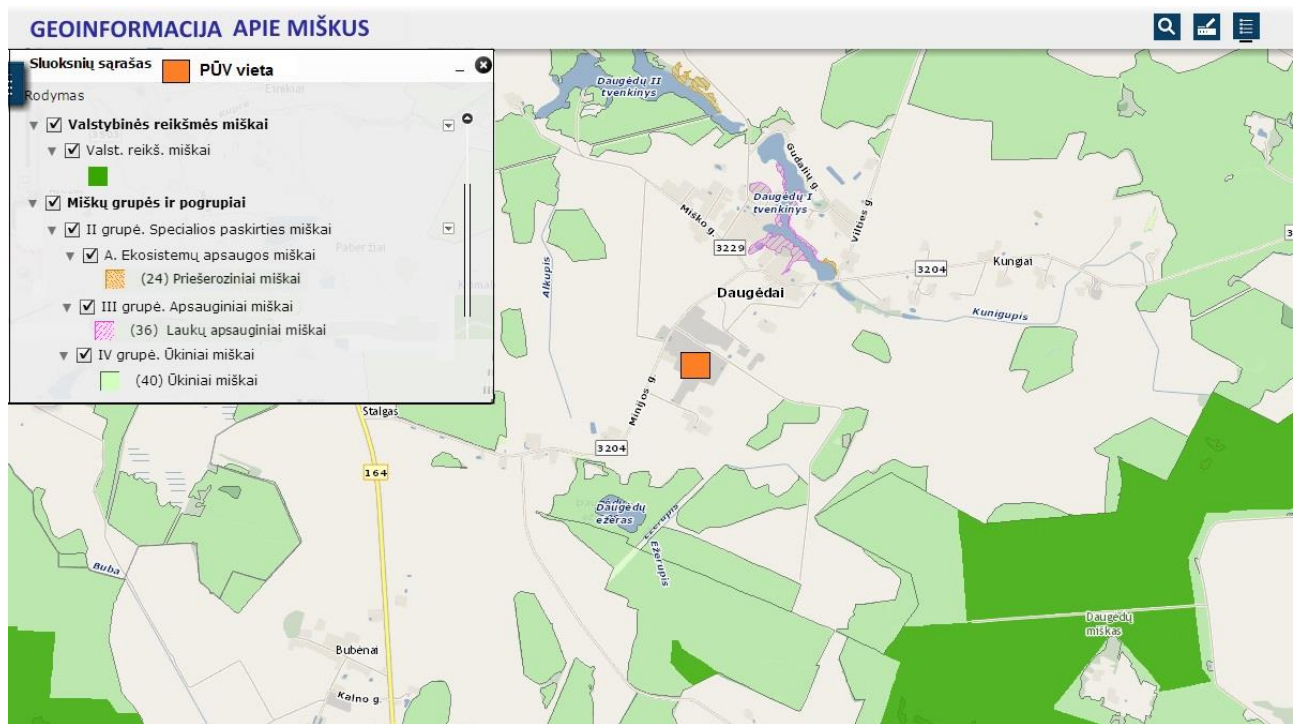 GEOINFORMACIJA APIE MIŠKUS
Sluoksnių sąrašas
PŪV vieta
Rodymas
Valstybinės reikšmės miškai
Valst. reikš. miškai
Miškų grupės ir pogrupiai
II grupė. Specialios paskirties miškai
A. Ekosistemų apsaugos miškai
(24) Priešeroziniai miškai
III grupė. Apsauginiai miškai
(36) Laukų apsauginiai miškai
IV grupė. Ūkiniai miškai
(40) Ūkiniai miškai
Daugėdų II
tvenkinys
Gudalių g.
Daugėdų I
tvenkinys
Miško g.
Vilties g.
3229
3204
Kungiai
Daugėdai
Kunigupis
Alkupis
Minijos g.
Stalgas
3204
164
Daugėdų
ežeras
Ežerupis
Ežerupis
Buba
Bubėnai
Kalno g.
Daugėdų
miškas